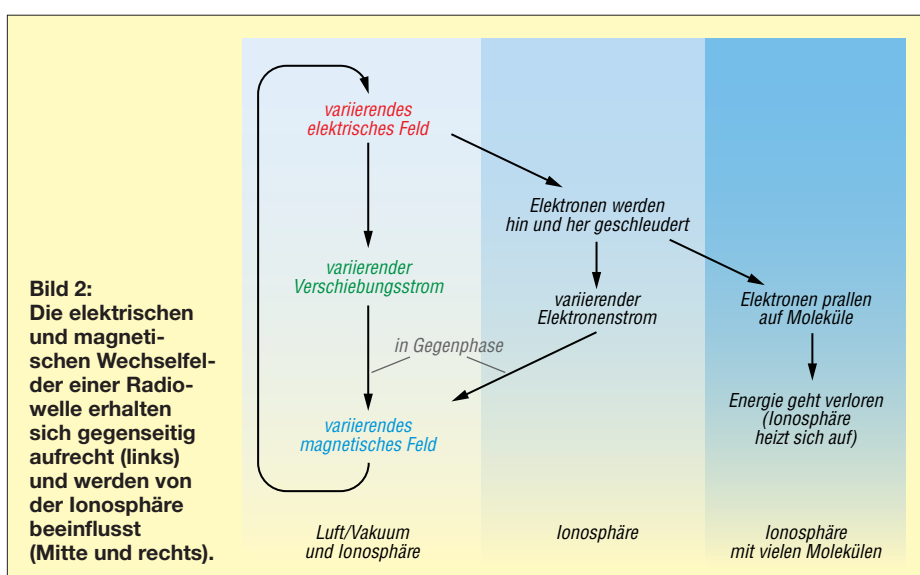 Bild 2:
Die elektrischen
und magneti-
schen Wechselfel-
der einer Radio-
welle erhalten
sich gegenseitig
aufrecht (links)
und werden von
der Ionosphäre
beeinflusst
(Mitte und rechts).
variierendes
elektrisches Feld
variierender
Verschiebungsstrom
in Gegenphase
variierendes
magnetisches Feld
Luft/Vakuum
und Ionosphäre
Elektronen werden
hin und her geschleudert
variierender
Elektronenstrom
Ionosphäre
Elektronen prallen
auf Moleküle
Energie geht verloren
(Ionosphäre
heizt sich auf)
Ionosphäre
mit vielen Molekülen